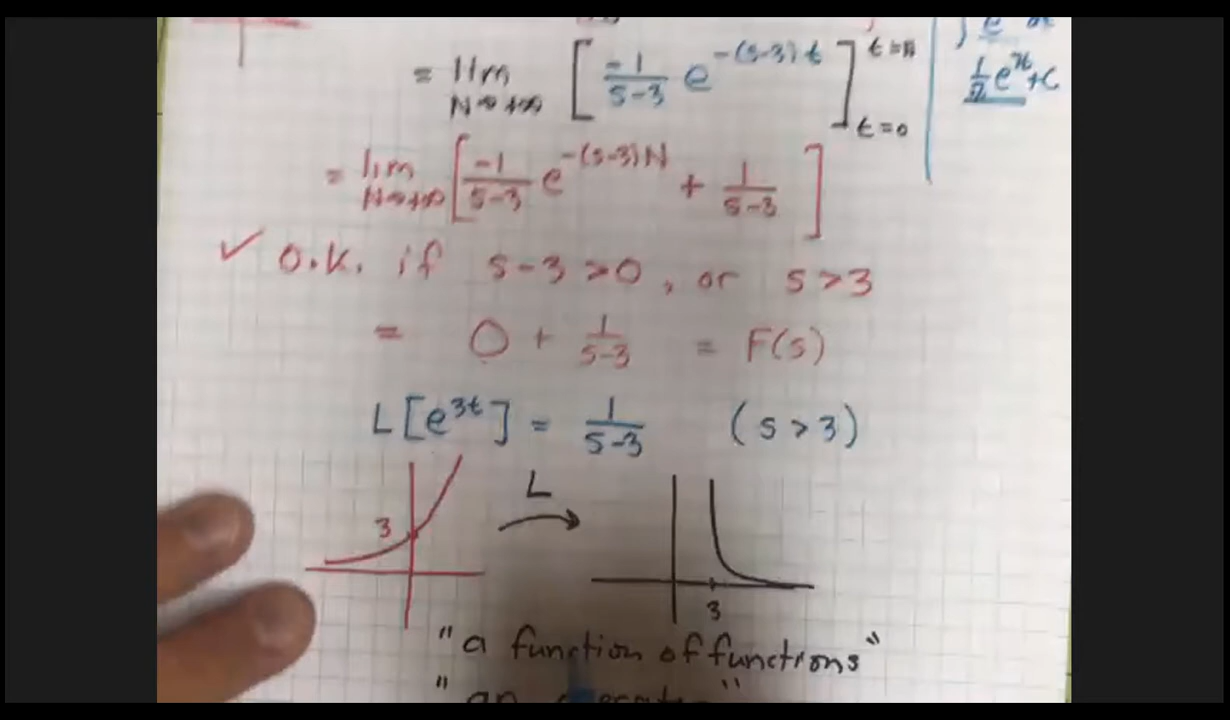 = lim N→+∞ [ -1/(s-3) e^-(s-3)t ] t=N t=0
1/n e^nt + C
= lim N→+∞ [ -1/(s-3) e^-(s-3)N + 1/(s-3) ]
✓ O.K. if s-3 >0, or s>3
= 0 + 1/(s-3) = F(s)
L[e^3t] = 1/(s-3) (s>3)
L
3
3
"a function of functions"
"an